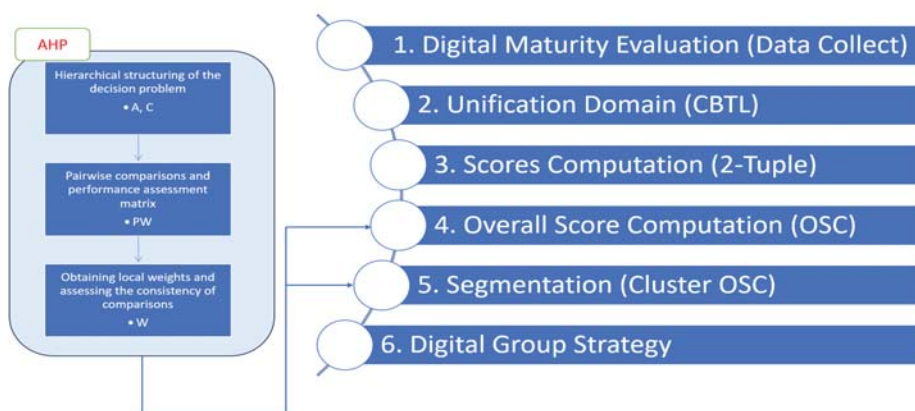 AHP
Hierarchical structuring of the
decision problem
• A, C
Pairwise comparisons and
performance assessment
matrix
• PW
Obtaining local weights and
assessing the consistency of
comparisons
• W
1. Digital Maturity Evaluation (Data Collect)
2. Unification Domain (CBTL)
3. Scores Computation (2-Tuple)
4. Overall Score Computation (OSC)
5. Segmentation (Cluster OSC)
6. Digital Group Strategy